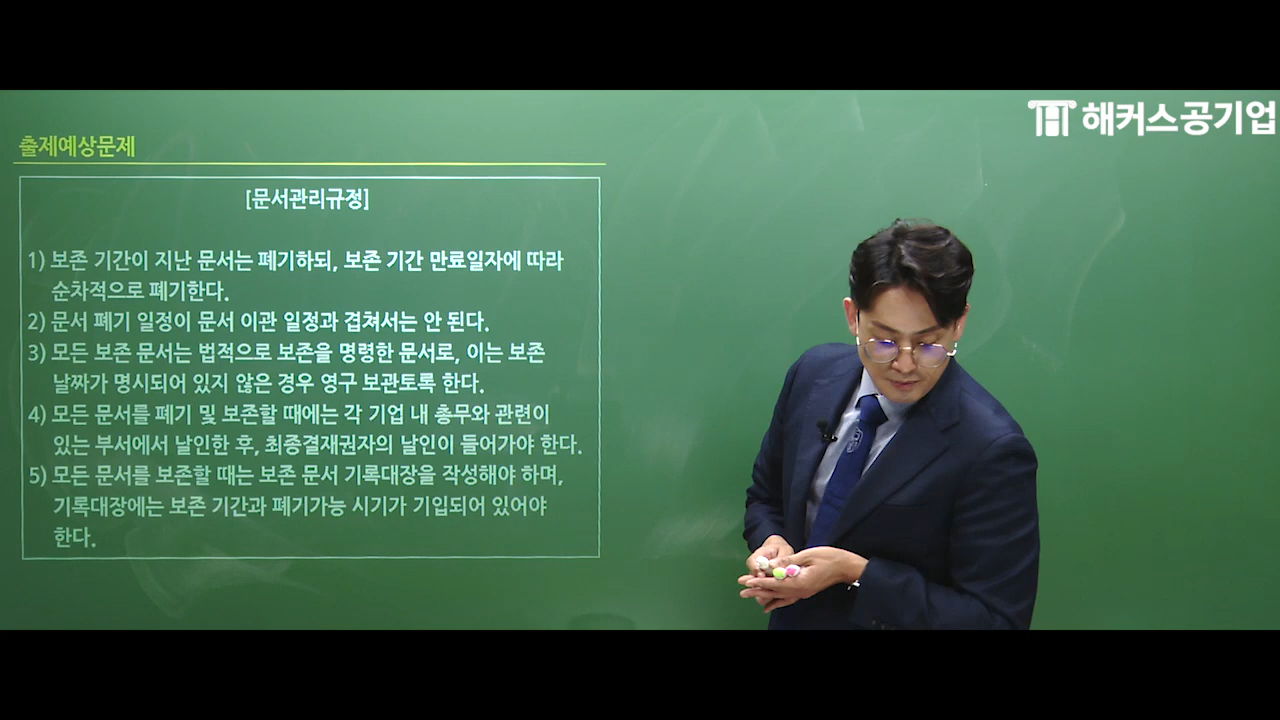 해커스공기업
출제예상문제
[문서관리규정]
1) 보존 기간이 지난 문서는 폐기하되, 보존 기간 만료일자에 따라
순차적으로 폐기한다.
2) 문서 폐기 일정이 문서 이관 일정과 겹쳐서는 안 된다.
3) 모든 보존 문서는 법적으로 보존을 명령한 문서로, 이는 보존
날짜가 명시되어 있지 않은 경우 영구 보관토록 한다.
4) 모든 문서를 폐기 및 보존할 때에는 각 기업 내 총무와 관련이
있는 부서에서 날인한 후, 최종결재권자의 날인이 들어가야 한다.
5) 모든 문서를 보존할 때는 보존 문서 기록대장을 작성해야 하며,
기록대장에는 보존 기간과 폐기가능 시기가 기입되어 있어야
한다.